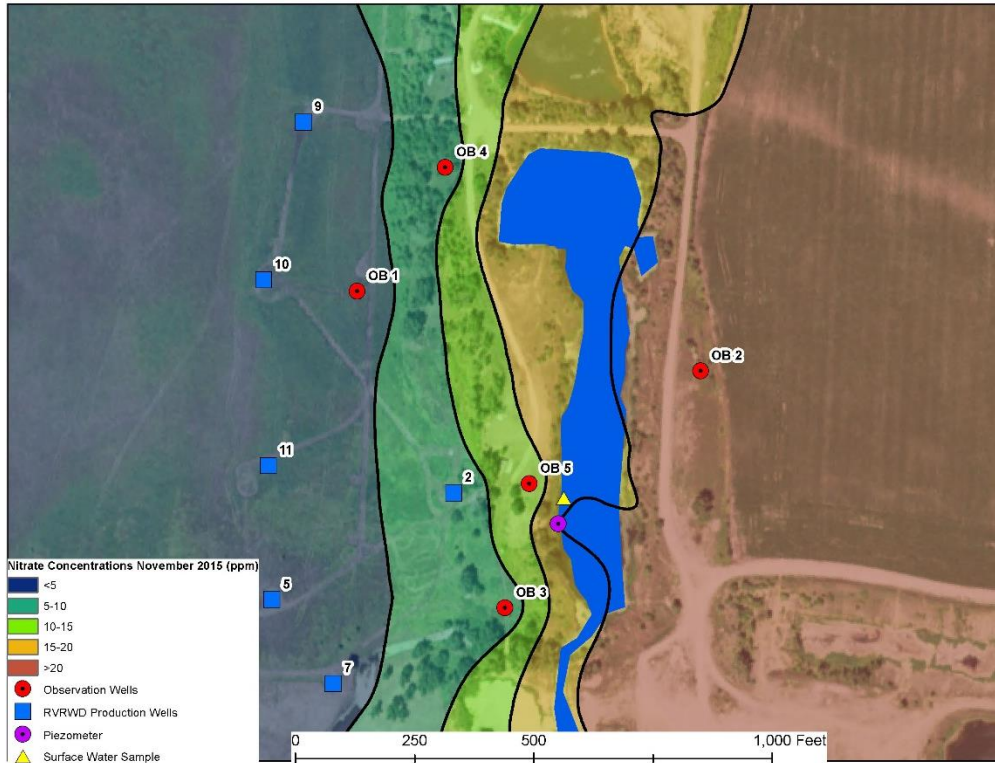 9
OB 4
10
OB 1
OB 2
11
2
OB 5
5
OB 3
7
Nitrate Concentrations November 2015 (ppm)
<5
5-10
10-15
15-20
>20
Observation Wells
RVRWD Production Wells
Piezometer
Surface Water Sample
0 250 500 1,000 Feet